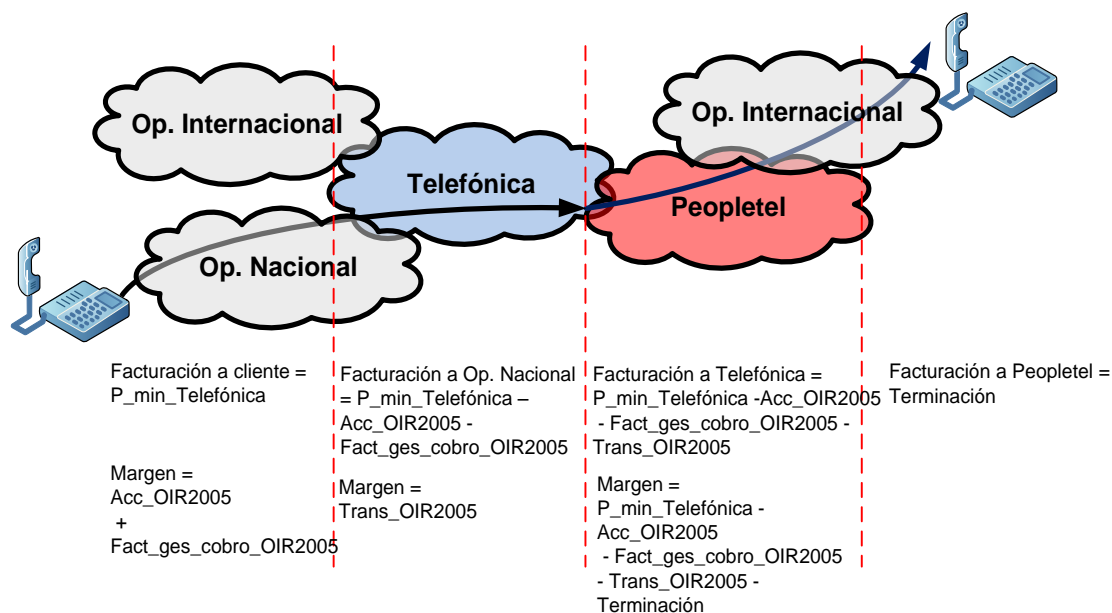 Op. Internacional
Op. Internacional
Telefónica
Peopletel
Op. Nacional
Facturación a cliente =
P_min_Telefónica
Margen =
Acc_OIR2005
+
Fact_ges_cobro_OIR2005
Facturación a Op. Nacional
= P_min_Telefónica –
Acc_OIR2005 -
Fact_ges_cobro_OIR2005
Margen =
Trans_OIR2005
Facturación a Telefónica =
P_min_Telefónica -Acc_OIR2005
- Fact_ges_cobro_OIR2005 -
Trans_OIR2005
Margen =
P_min_Telefónica -
Acc_OIR2005
- Fact_ges_cobro_OIR2005
- Trans_OIR2005 -
Terminación
Facturación a Peopletel =
Terminación